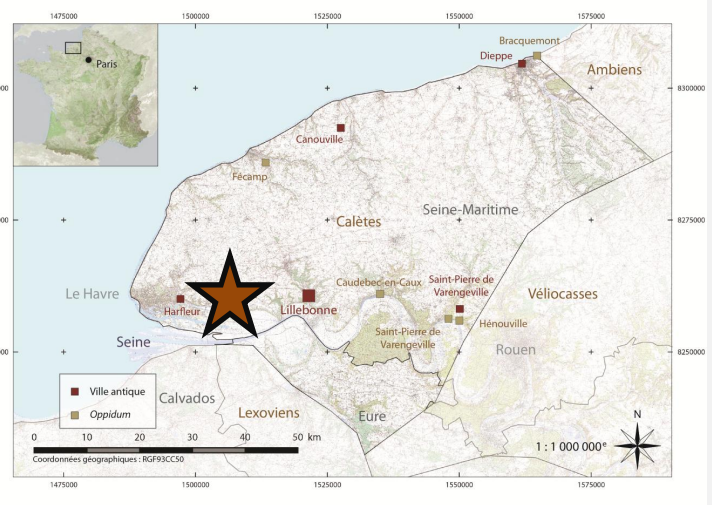 1475000 1500000 1525000 1550000 1575000
Paris
Bracquemont
Dieppe
Ambiens
8300000
Canouville
Fécamp
Seine-Maritime
Calètes
8275000
Caudebec-en-Caux
Saint-Pierre de
Varengeville
Le Havre
Harfleur
Lillebonne
Véliocasses
Saint-Pierre de
Varengeville
Hénouville
Seine
Rouen
8250000
Ville antique
Oppidum
Calvados
Lexoviens
Eure
N
0 10 20 30 40 50 km
1 : 1 000 000e
Coordonnées géographiques : RGF93CC50
1475000 1500000 1525000 1550000 1575000